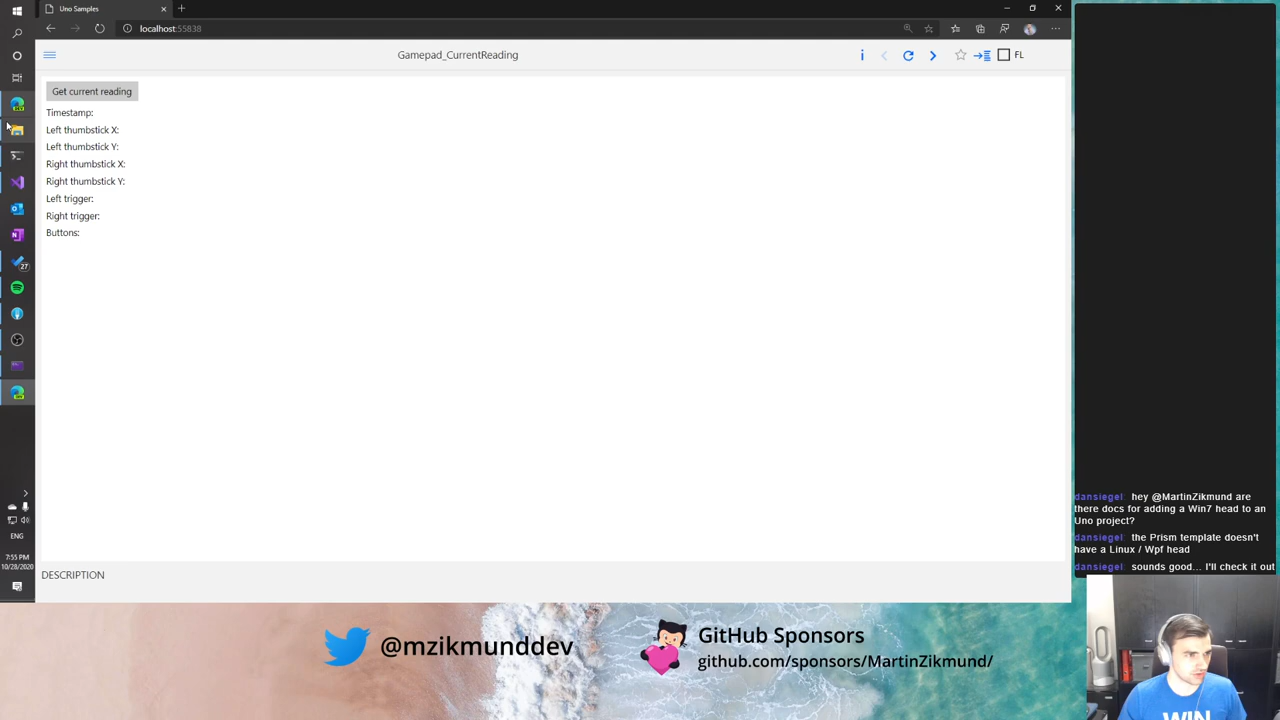 Uno Samples
localhost:55838
Gamepad_CurrentReading
FL
Get current reading
Timestamp:
Left thumbstick X:
Left thumbstick Y:
Right thumbstick X:
Right thumbstick Y:
Left trigger:
Right trigger:
Buttons:
27
ENG
7:55 PM
10/28/2020
DESCRIPTION
dansiegel: hey @MartinZikmund are
there docs for adding a Win7 head to an
Uno project?
dansiegel: the Prism template doesn't
have a Linux / Wpf head
dansiegel: sounds good... I'll check it out
@mzikmunddev
GitHub Sponsors
github.com/sponsors/MartinZikmund/
WIN